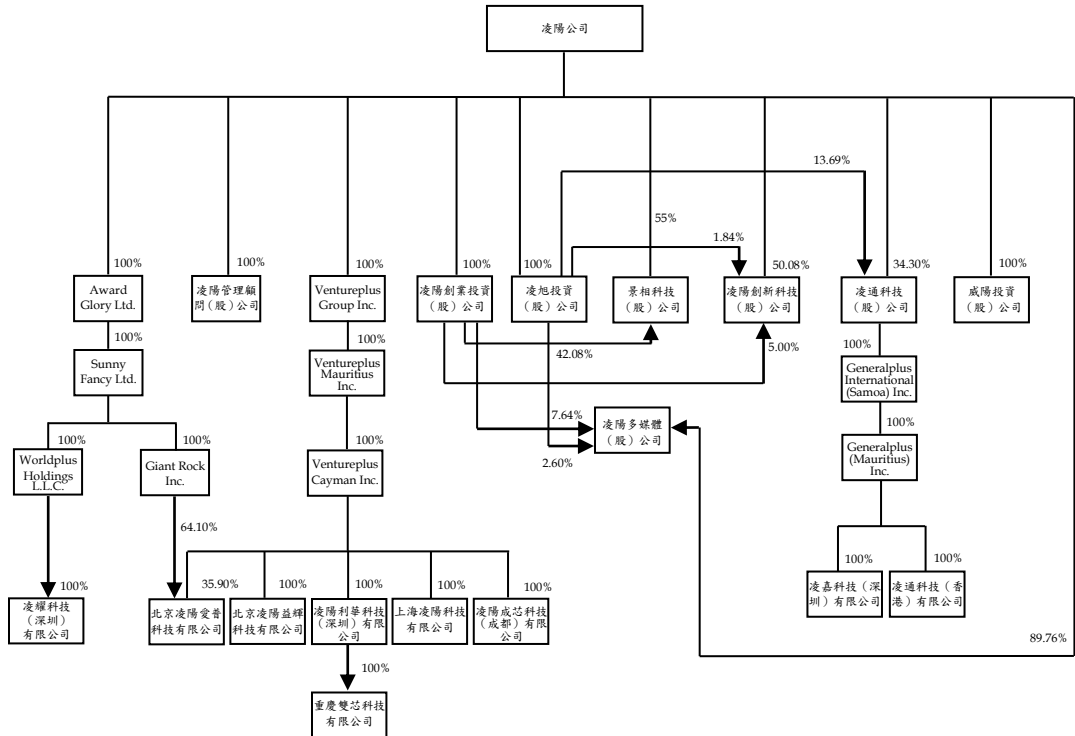 凌陽公司
13.69%
55%
1.84%
100%
100%
100%
100%
100%
50.08%
34.30%
100%
Award
Glory Ltd.
凌陽管理顧
問(股)公司
Ventureplus
Group Inc.
凌陽創業投資
(股)公司
凌旭投資
(股)公司
景相科技
(股)公司
凌陽創新科技
(股)公司
凌通科技
(股)公司
威陽投資
(股)公司
100%
100%
42.08%
5.00%
100%
Sunny
Fancy Ltd.
Ventureplus
Mauritius
Inc.
Generalplus
International
(Samoa) Inc.
7.64%
凌陽多媒體
(股)公司
2.60%
100%
100%
100%
100%
Worldplus
Holdings
L.L.C.
Giant Rock
Inc.
Ventureplus
Cayman Inc.
Generalplus
(Mauritius)
Inc.
64.10%
100%
100%
100%
35.90%
100%
100%
100%
100%
凌耀科技
(深圳)
有限公司
北京凌陽愛普
科技有限公司
北京凌陽益輝
科技有限公司
凌陽利華科技
(深圳)有限
公司
上海凌陽科技
有限公司
凌陽成芯科技
(成都)有限
公司
凌嘉科技(深
圳)有限公司
凌通科技(香
港)有限公司
89.76%
100%
重慶雙芯科技
有限公司